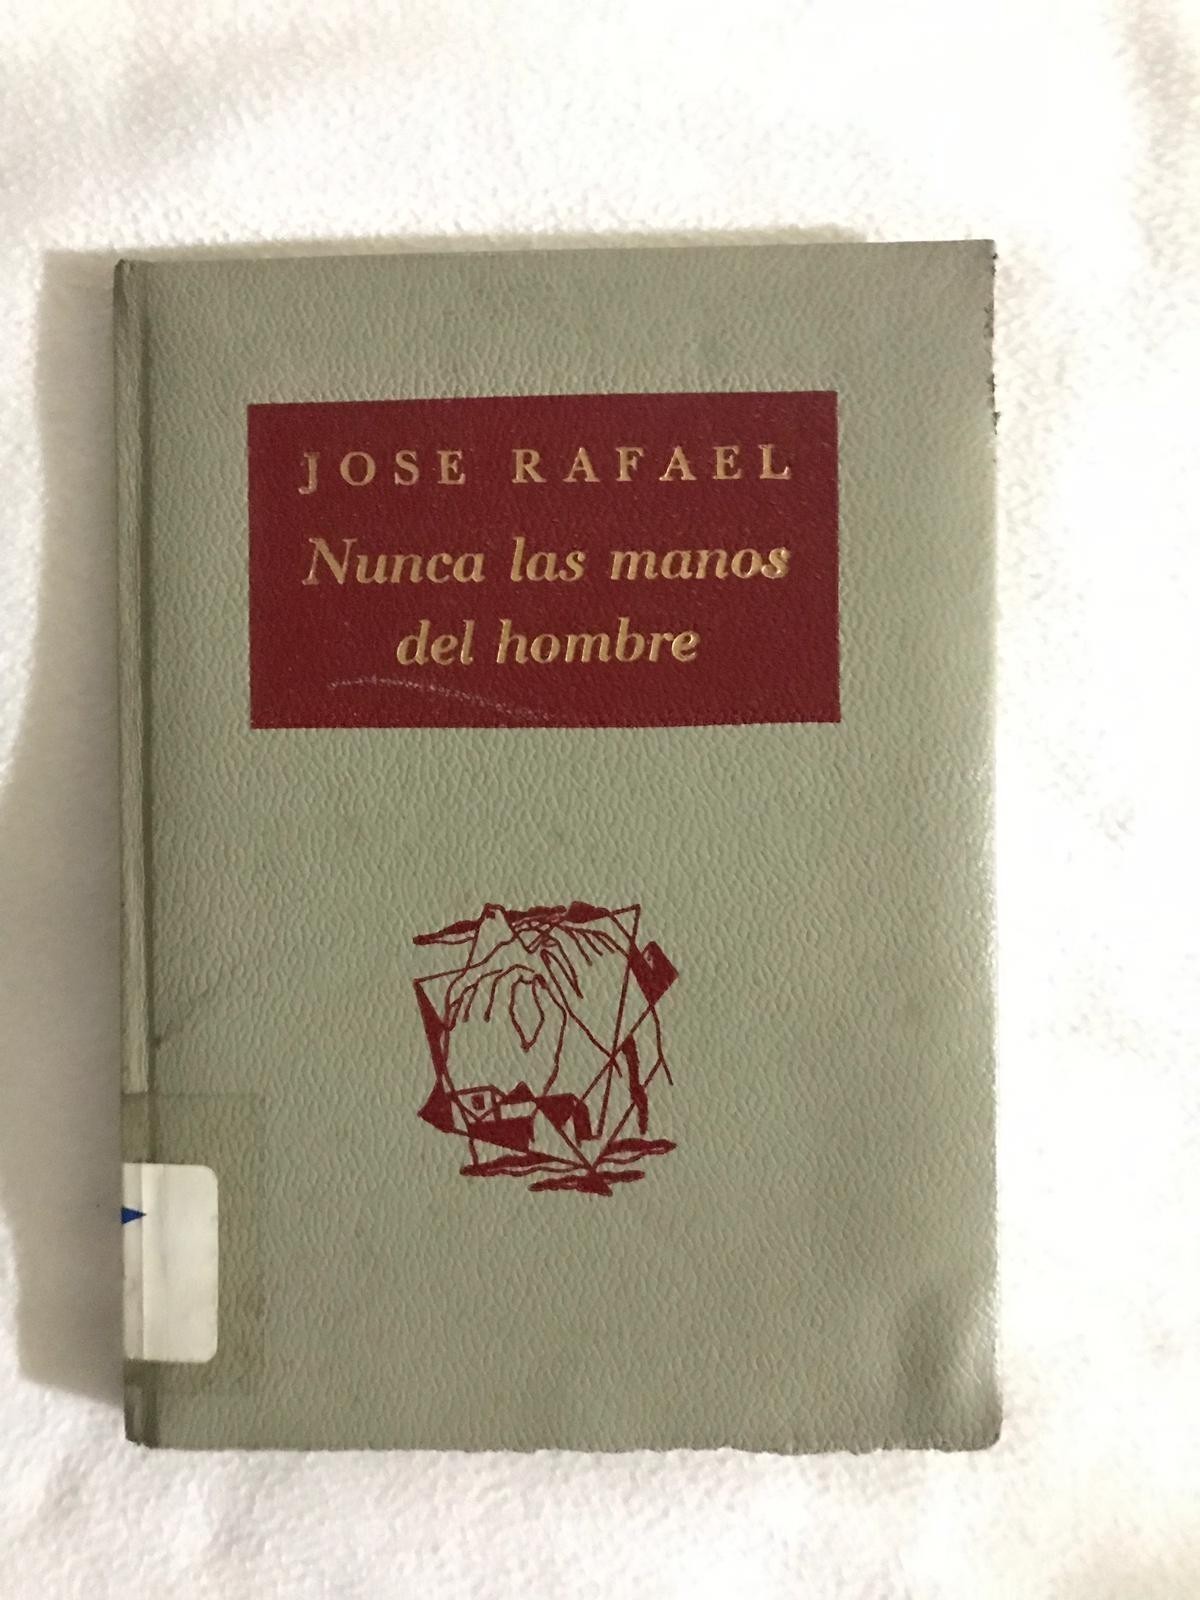 JOSE RAFAEL
Nunca las manos
del hombre